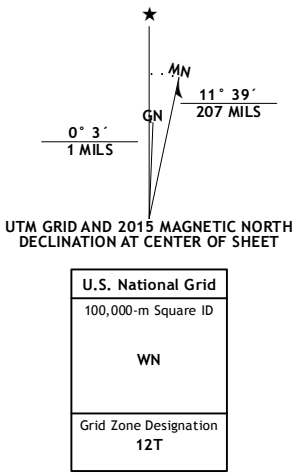 ★
MN
GN
11° 39´
207 MILS
0° 3´
1 MILS
UTM GRID AND 2015 MAGNETIC NORTH
DECLINATION AT CENTER OF SHEET
U.S. National Grid
100,000-m Square ID
WN
Grid Zone Designation
12T